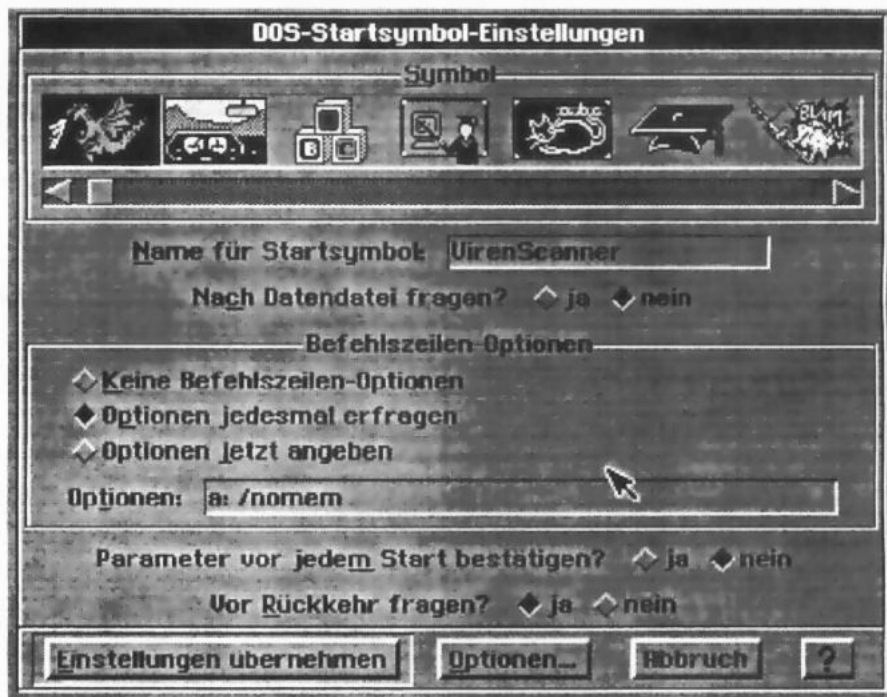 DOS-Startsymbol-Einstellungen
Symbol
B C
a.b.c
BLAM
Name für Startsymbol: VirenScanner
Nach Datendatei fragen? ja nein
Befehlszeilen-Optionen
Keine Befehlszeilen-Optionen
Optionen jedesmal erfragen
Optionen jetzt angeben
Optionen: a: /nomem
Parameter vor jedem Start bestätigen? ja nein
Vor Rückkehr fragen? ja nein
Einstellungen übernehmen Optionen... Abbruch ?